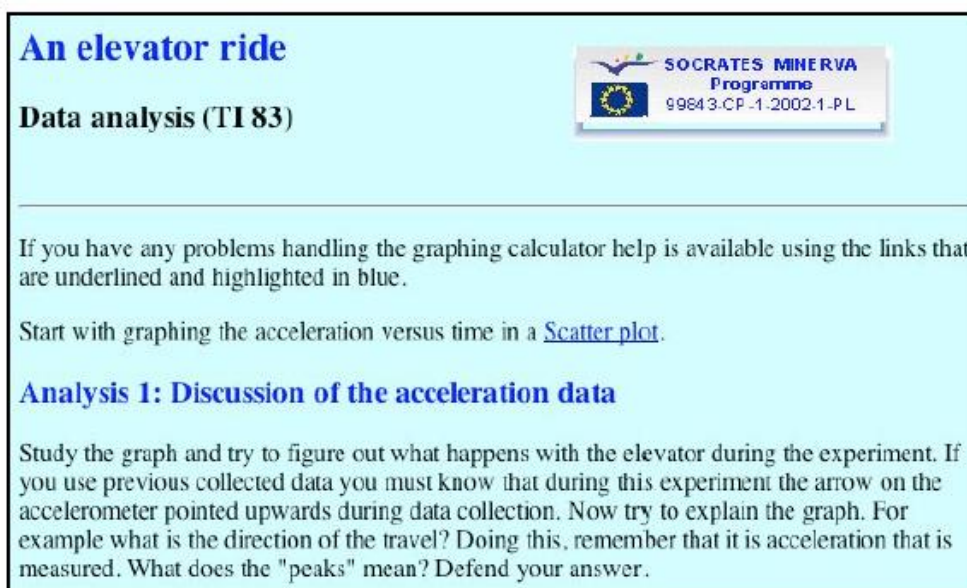 An elevator ride
SOCRATES MINERVA
Programme
99843-CP-1-2002-1-PL
Data analysis (TI 83)
If you have any problems handling the graphing calculator help is available using the links that
are underlined and highlighted in blue.
Start with graphing the acceleration versus time in a Scatter plot.
Analysis 1: Discussion of the acceleration data
Study the graph and try to figure out what happens with the elevator during the experiment. If
you use previous collected data you must know that during this experiment the arrow on the
accelerometer pointed upwards during data collection. Now try to explain the graph. For
example what is the direction of the travel? Doing this, remember that it is acceleration that is
measured. What does the "peaks" mean? Defend your answer.